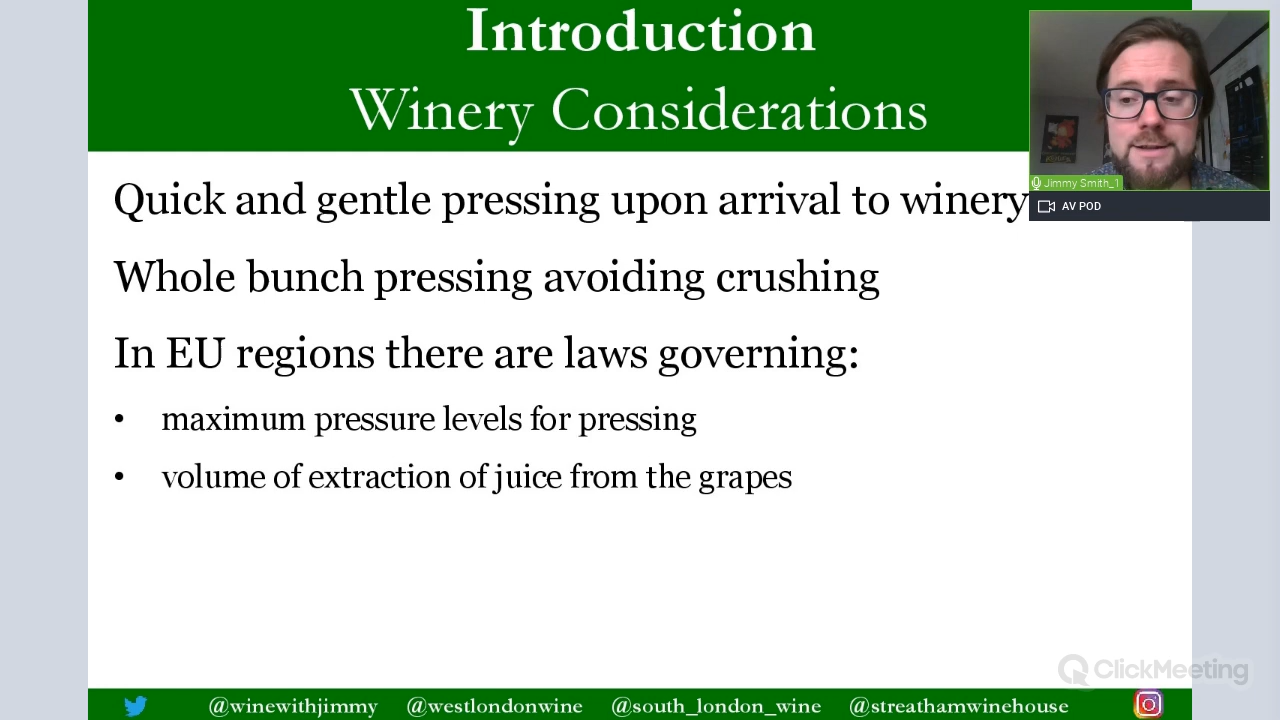 Introduction
Winery Considerations
Jimmy Smith_1
AV POD
Quick and gentle pressing upon arrival to winery
Whole bunch pressing avoiding crushing
In EU regions there are laws governing:
• maximum pressure levels for pressing
• volume of extraction of juice from the grapes
ClickMeeting
@winewithjimmy @westlondonwine @south_london_wine @streathamwinehouse